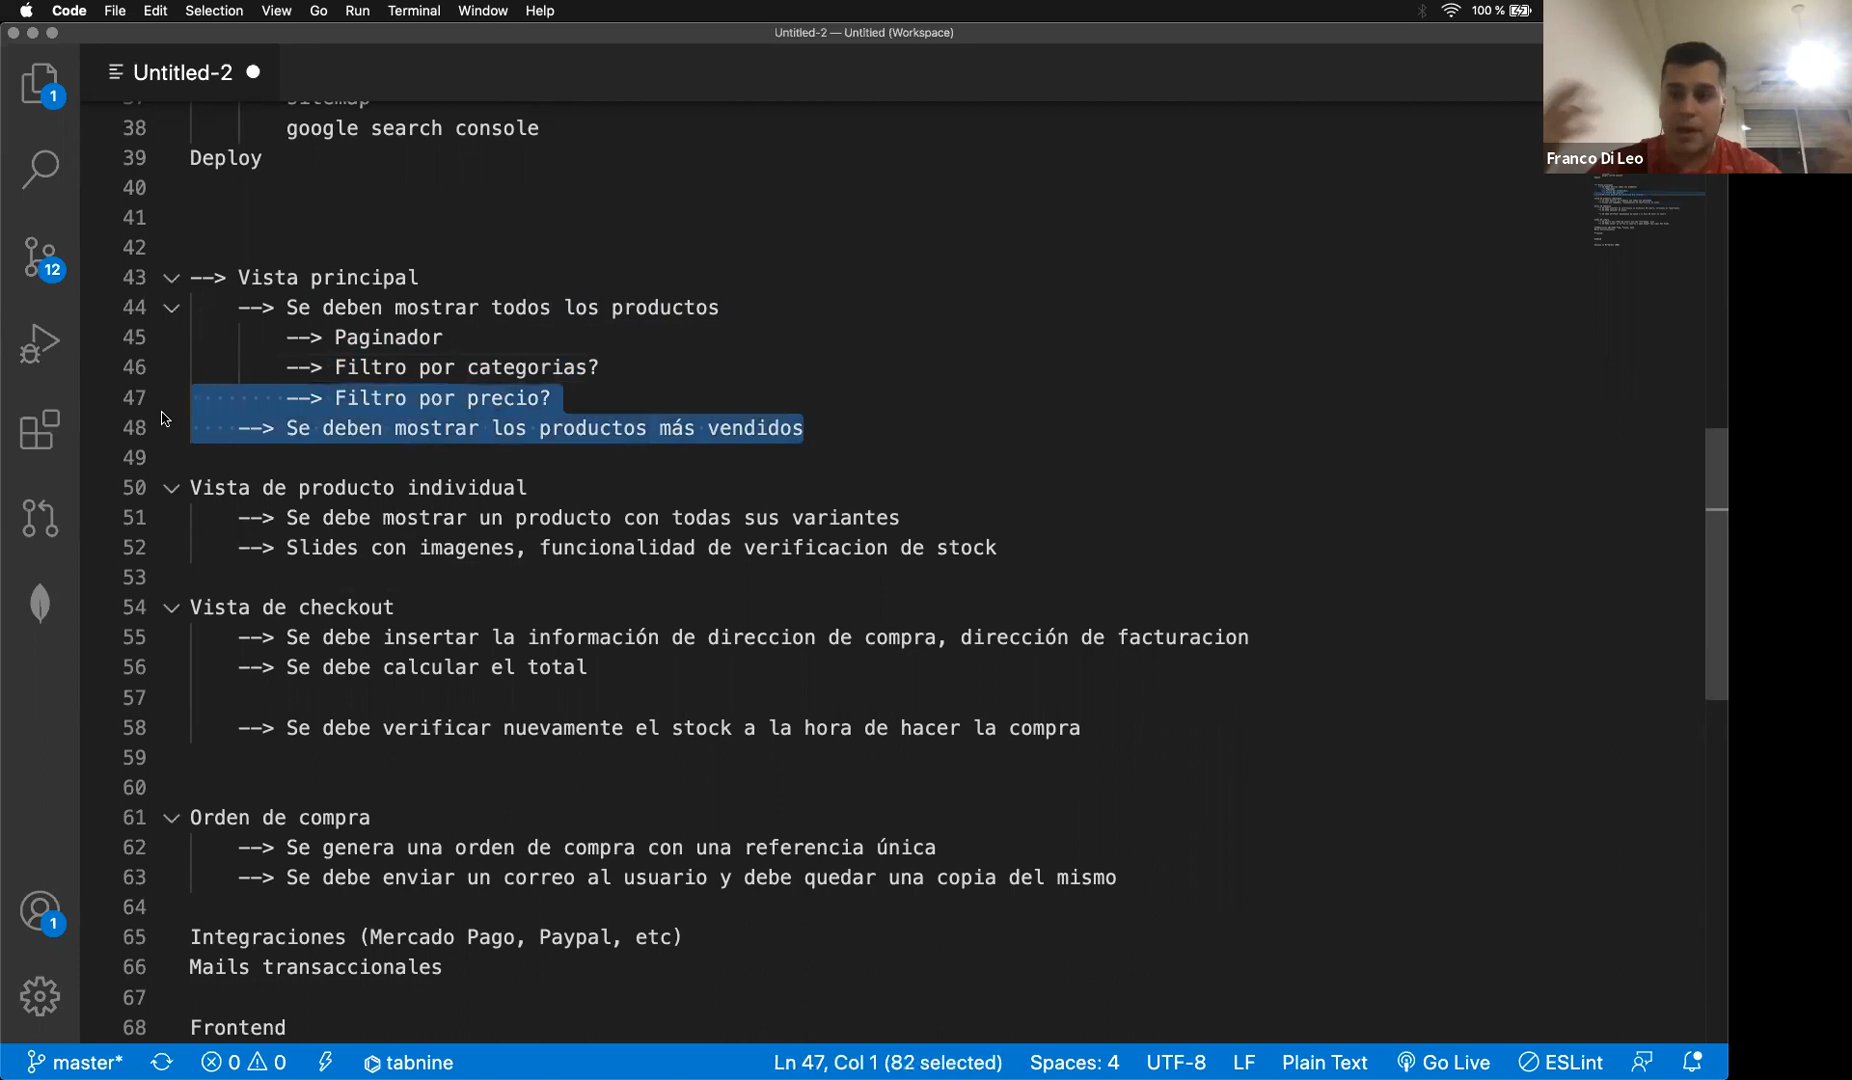 Code File Edit Selection View Go Run Terminal Window Help 100 %
Untitled-2 — Untitled (Workspace)
Untitled-2
1
37 sitemap
38 google search console
39 Deploy
40
41
42
12
43 --> Vista principal
44 --> Se deben mostrar todos los productos
45 --> Paginador
46 --> Filtro por categorias?
47 --> Filtro por precio?
48 --> Se deben mostrar los productos más vendidos
49
50 Vista de producto individual
51 --> Se debe mostrar un producto con todas sus variantes
52 --> Slides con imagenes, funcionalidad de verificacion de stock
53
54 Vista de checkout
55 --> Se debe insertar la información de direccion de compra, dirección de facturacion
56 --> Se debe calcular el total
57
58 --> Se debe verificar nuevamente el stock a la hora de hacer la compra
59
60
61 Orden de compra
62 --> Se genera una orden de compra con una referencia única
63 --> Se debe enviar un correo al usuario y debe quedar una copia del mismo
64
1
65 Integraciones (Mercado Pago, Paypal, etc)
66 Mails transaccionales
67
68 Frontend
Franco Di Leo
master* 0 0 tabnine Ln 47, Col 1 (82 selected) Spaces: 4 UTF-8 LF Plain Text Go Live ESLint